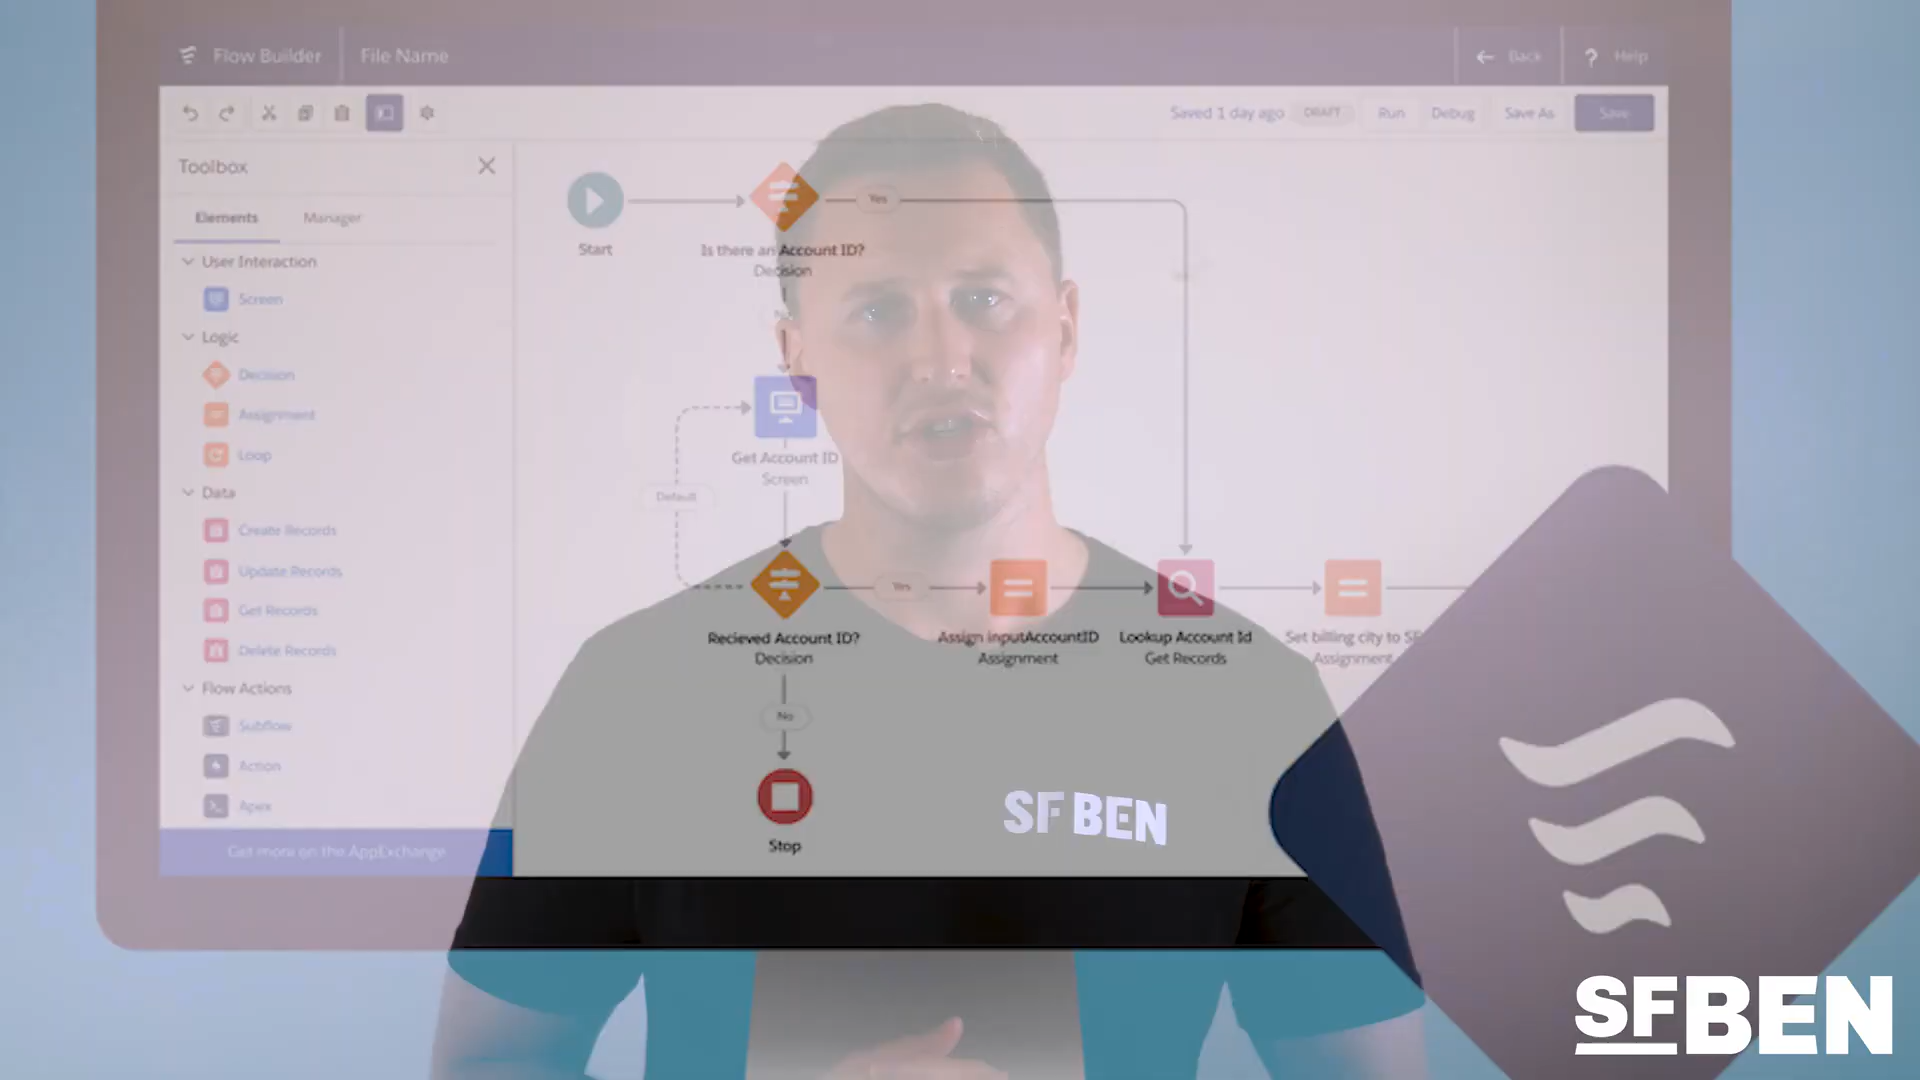 Flow Builder
File Name
Back
? Help
Saved 1 day ago
DRAFT
Run
Debug
Save As
Save
Toolbox
Elements
Manager
User Interaction
Screen
Logic
Decision
Assignment
Loop
Data
Create Records
Update Records
Get Records
Delete Records
Flow Actions
Subflow
Action
Apex
Get more on the AppExchange
Start
Is there an Account ID?
Decision
Yes
No
Get Account ID
Screen
Default
Recieved Account ID?
Decision
Yes
Assign inputAccountID
Assignment
Lookup Account Id
Get Records
Set billing city to
Assignment
No
Stop
SF BEN
SFBEN